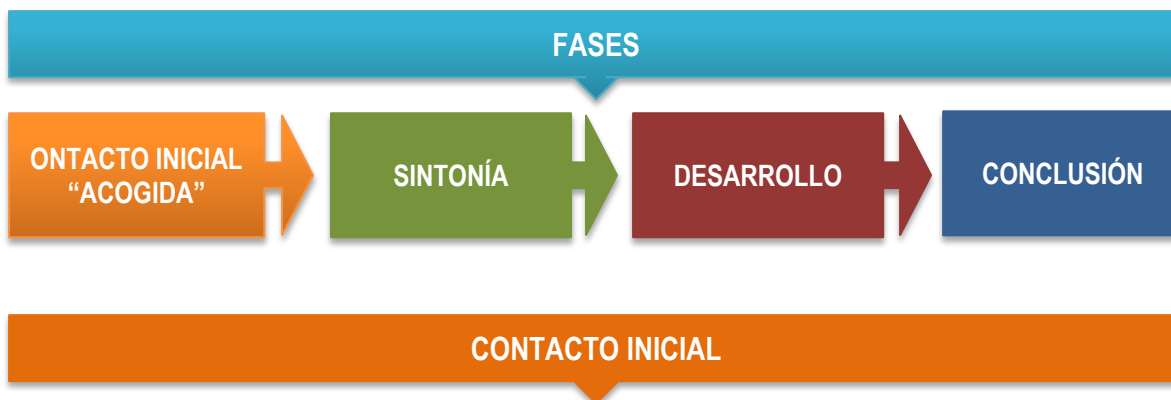 FASES
ONTACTO INICIAL
“ACOGIDA”
SINTONÍA
DESARROLLO
CONCLUSIÓN
CONTACTO INICIAL